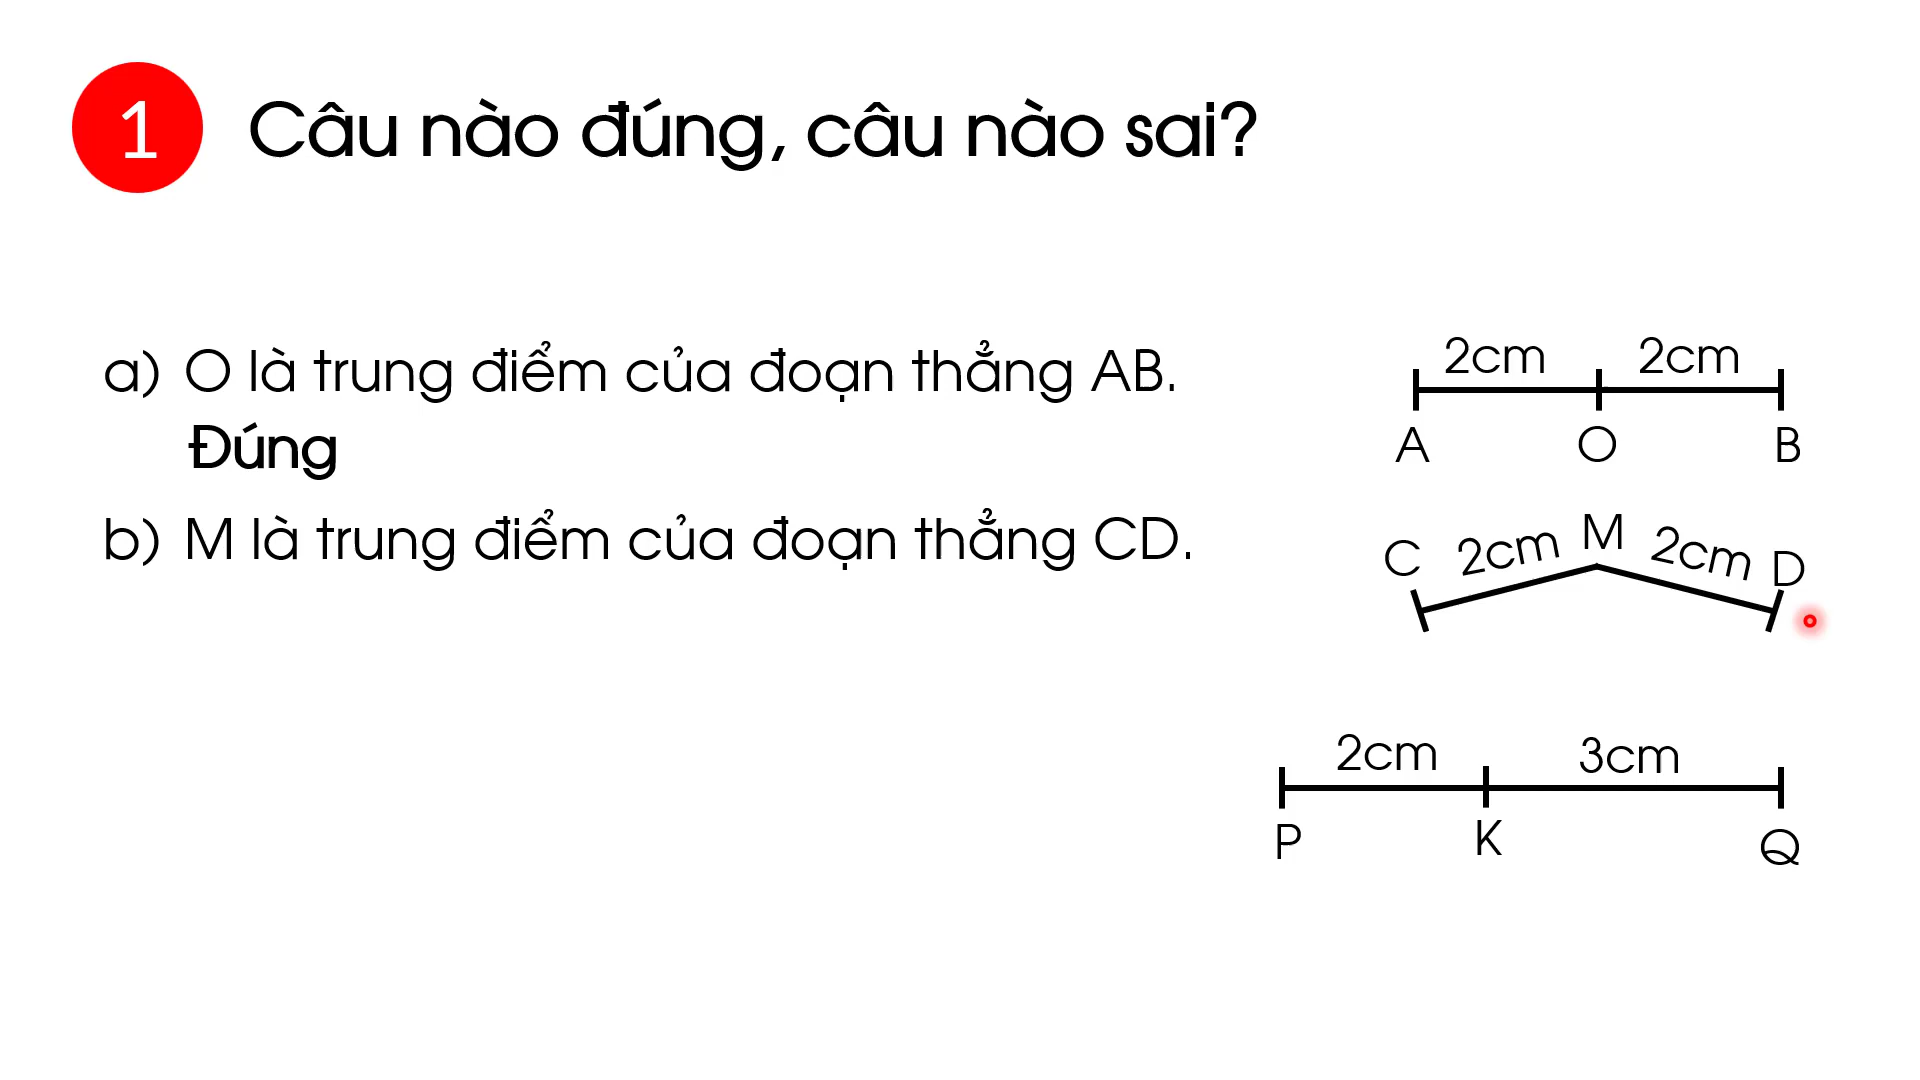 1 Câu nào đúng, câu nào sai?
a) O là trung điểm của đoạn thẳng AB.
Đúng
b) M là trung điểm của đoạn thẳng CD.
2cm 2cm
A O B
C 2cm M 2cm D
2cm 3cm
P K Q